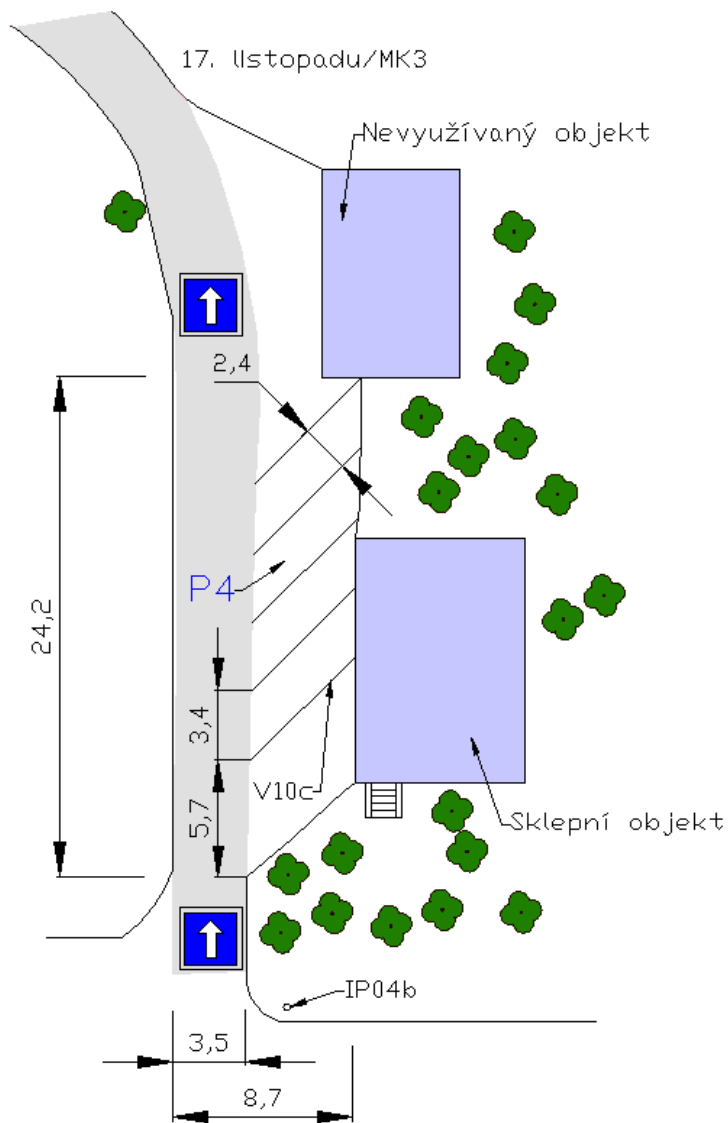 17. listopadu/MK3
Nevyužívaný objekt
2,4
P4
24,2
3,4
V10c
5,7
Sklepní objekt
IP04b
3,5
8,7